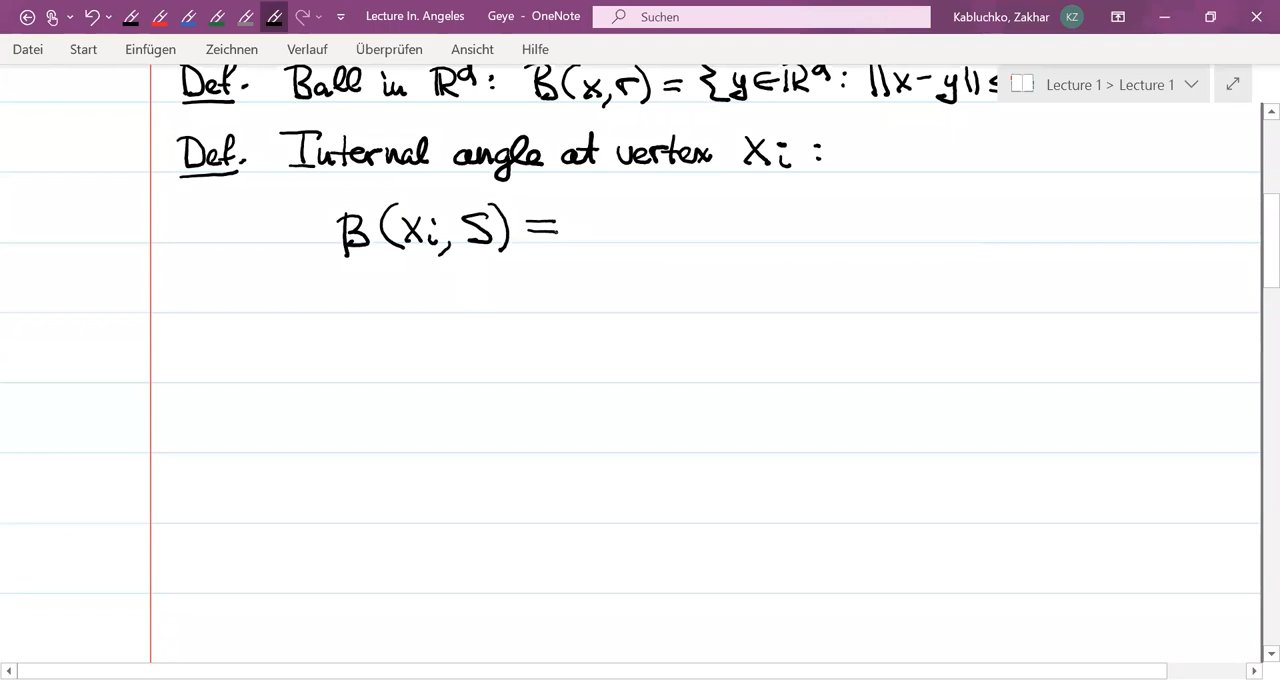 Lecture In. Angeles Geye - OneNote Suchen Kabluchko, Zakhar KZ
Datei Start Einfügen Zeichnen Verlauf Überprüfen Ansicht Hilfe
Def. Ball in ℝᵈ: B(x,r) = {y∈ℝᵈ: ||x-y|| ≤
Lecture 1 > Lecture 1
Def. Internal angle at vertex xᵢ:
β(xᵢ, S) =